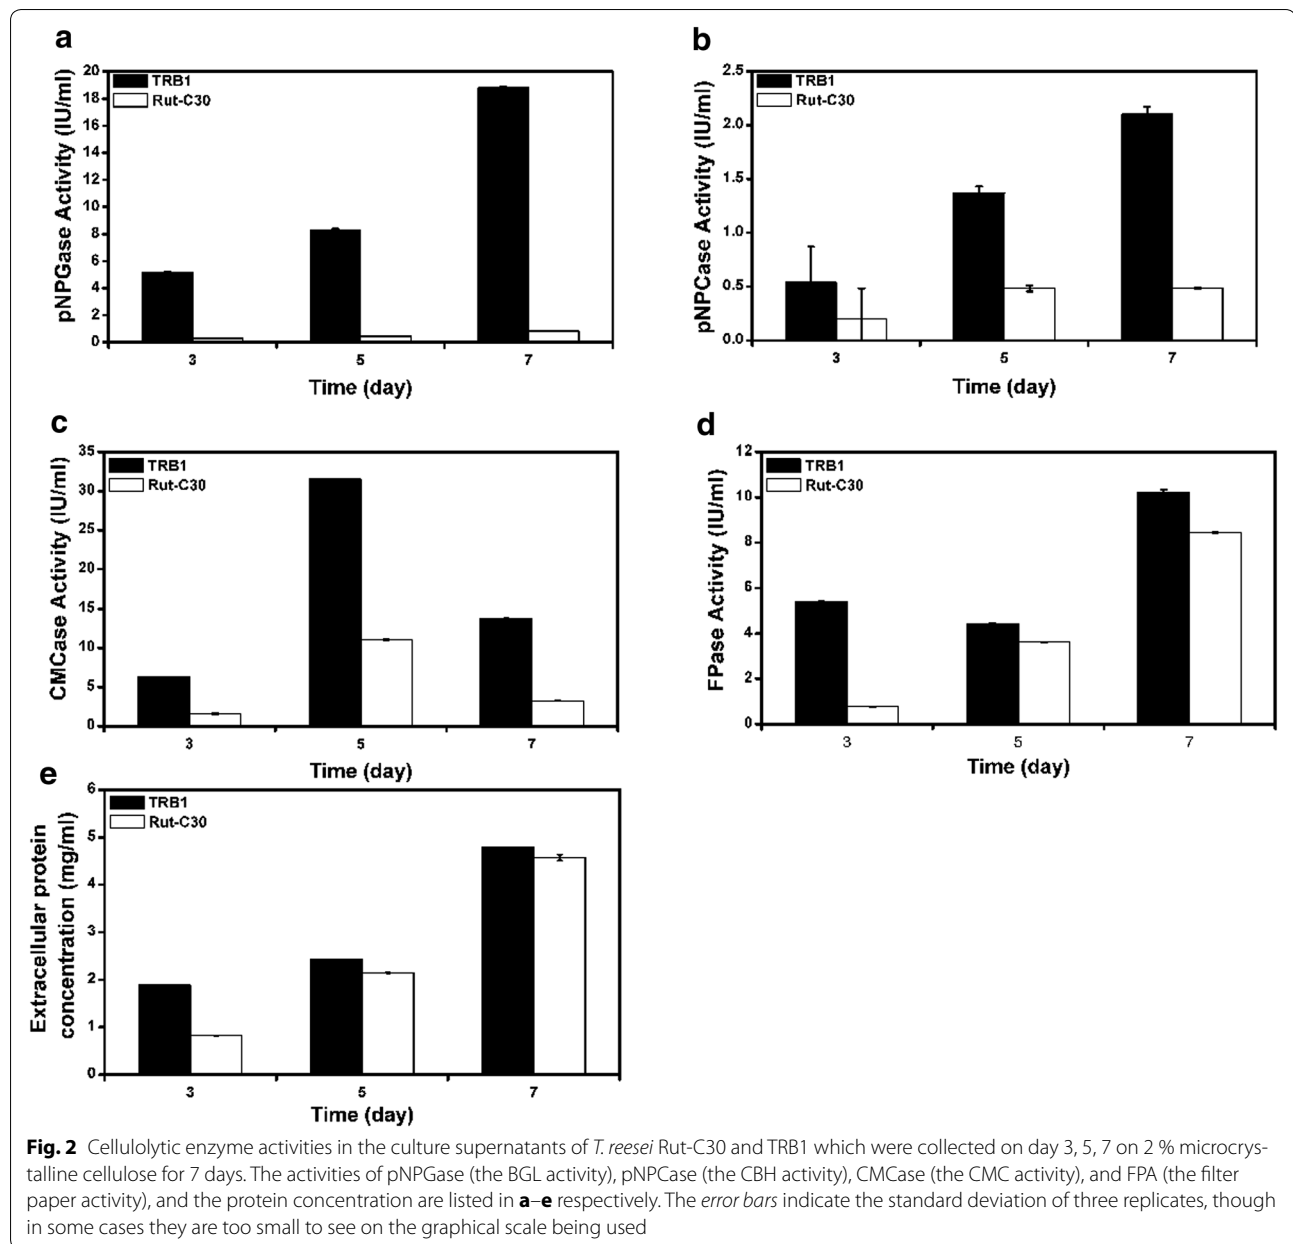 a
pNPGase Activity (IU/ml)
20
18
16
14
12
10
8
6
4
2
0
TRB1
Rut-C30
3 5 7
Time (day)
b
pNPCase Activity (IU/ml)
2.5
2.0
1.5
1.0
0.5
0.0
TRB1
Rut-C30
3 5 7
Time (day)
c
CMCase Activity (IU/ml)
35
30
25
20
15
10
5
0
TRB1
Rut-C30
3 5 7
Time (day)
d
FPase Activity (IU/ml)
12
10
8
6
4
2
0
TRB1
Rut-C30
3 5 7
Time (day)
e
Extracellular protein
concentration (mg/ml)
6
5
4
3
2
1
0
TRB1
Rut-C30
3 5 7
Time (day)
Fig. 2 Cellulolytic enzyme activities in the culture supernatants of T. reesei Rut-C30 and TRB1 which were collected on day 3, 5, 7 on 2 % microcrys-
talline cellulose for 7 days. The activities of pNPGase (the BGL activity), pNPCase (the CBH activity), CMCase (the CMC activity), and FPA (the filter
paper activity), and the protein concentration are listed in a–e respectively. The error bars indicate the standard deviation of three replicates, though
in some cases they are too small to see on the graphical scale being used